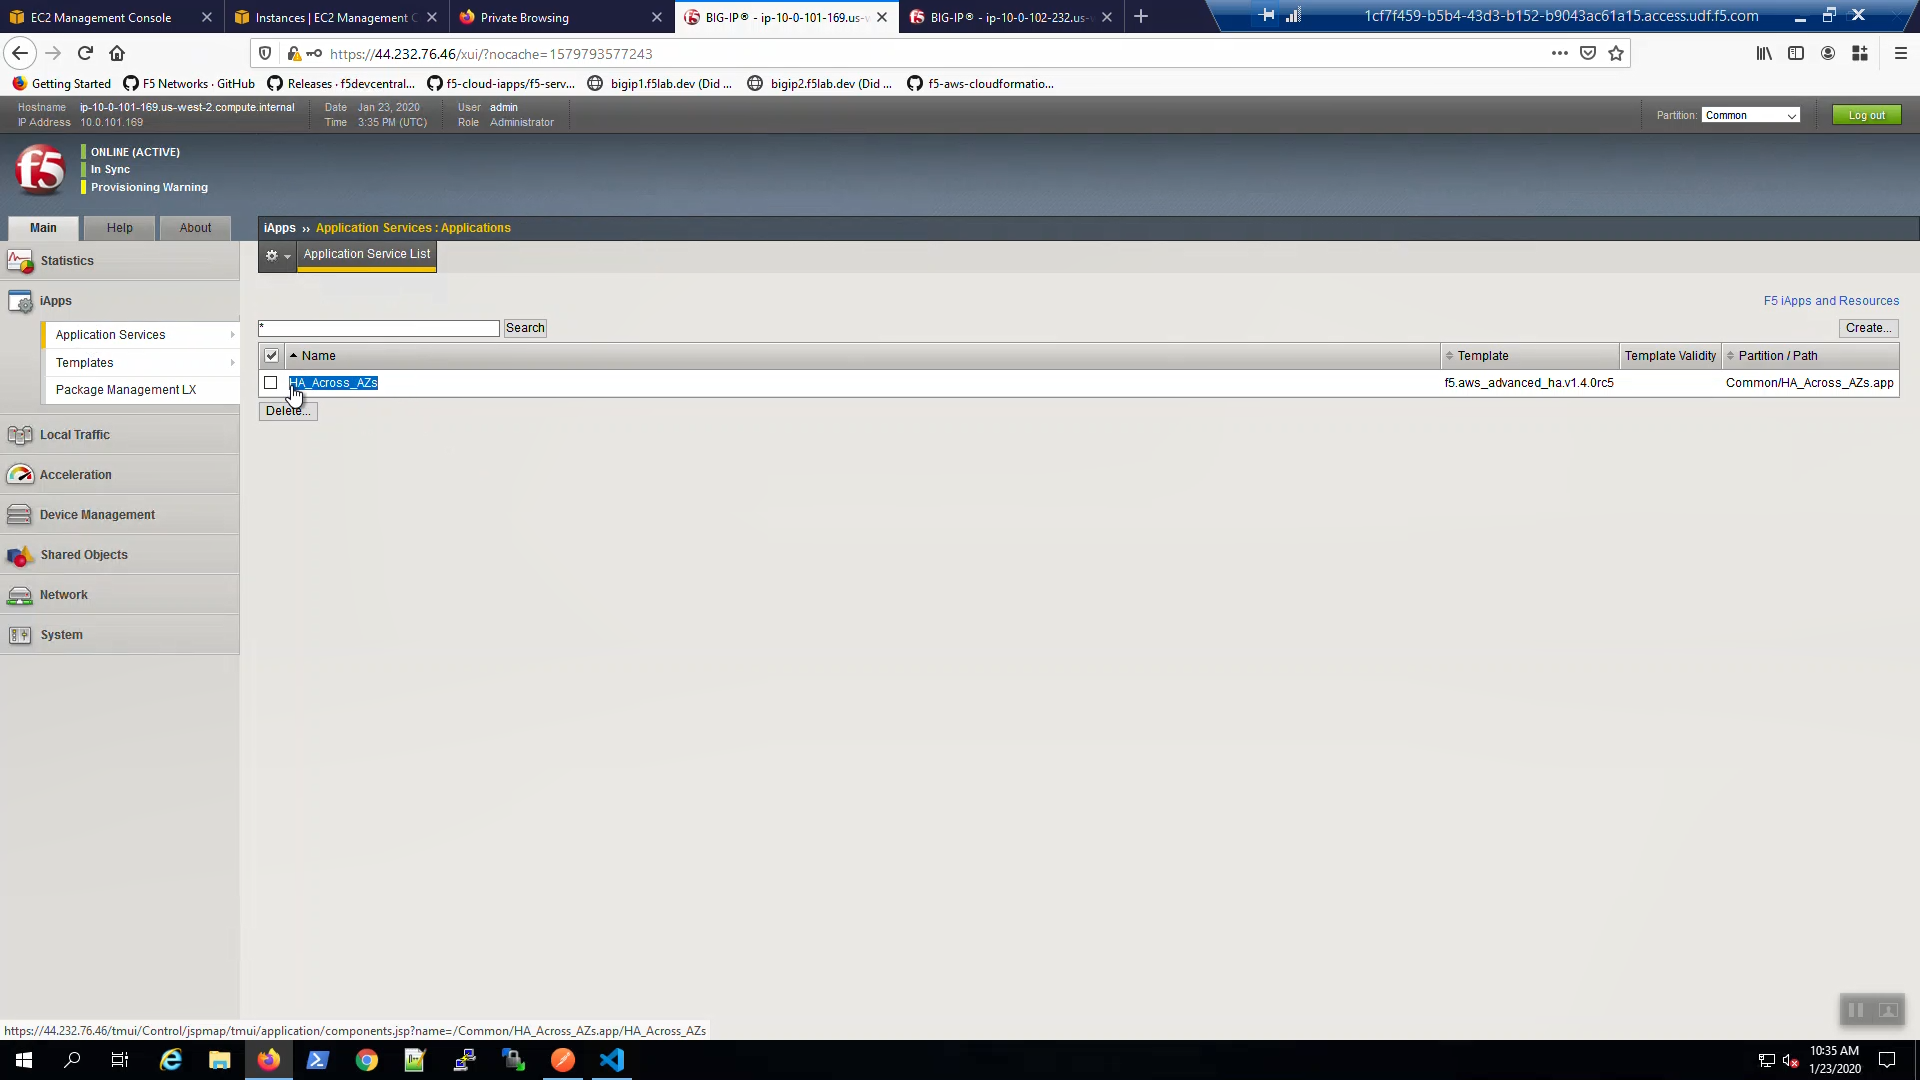 EC2 Management Console
Instances | EC2 Management C
Private Browsing
BIG-IP® - ip-10-0-101-169.us-w
BIG-IP® - ip-10-0-102-232.us-w
1cf7f459-b5b4-43d3-b152-b9043ac61a15.access.udf.f5.com
https://44.232.76.46/xui/?nocache=1579793577243
Getting Started
F5 Networks · GitHub
Releases · f5devcentral...
f5-cloud-iapps/f5-serv...
bigip1.f5lab.dev (Did ...
bigip2.f5lab.dev (Did ...
f5-aws-cloudformatio...
Hostname ip-10-0-101-169.us-west-2.compute.internal
IP Address 10.0.101.169
Date Jan 23, 2020
Time 3:35 PM (UTC)
User admin
Role Administrator
Partition: Common
Log out
f5
ONLINE (ACTIVE)
In Sync
Provisioning Warning
Main
Help
About
iApps ›› Application Services : Applications
Application Service List
Statistics
iApps
Application Services
Templates
Package Management LX
Local Traffic
Acceleration
Device Management
Shared Objects
Network
System
F5 iApps and Resources
*
Search
Create...
Name
Template
Template Validity
Partition / Path
HA_Across_AZs
f5.aws_advanced_ha.v1.4.0rc5
Common/HA_Across_AZs.app
Delete...
https://44.232.76.46/tmui/Control/jspmap/tmui/application/components.jsp?name=/Common/HA_Across_AZs.app/HA_Across_AZs
10:35 AM
1/23/2020